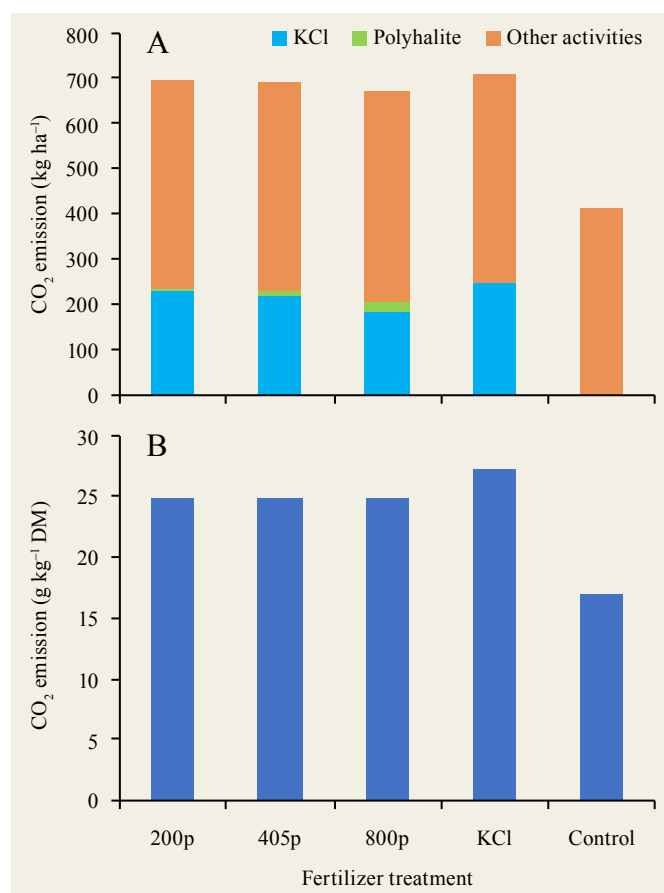 A
KCl Polyhalite Other activities
CO₂ emission (kg ha⁻¹)
800
700
600
500
400
300
200
100
0
B
CO₂ emission (g kg⁻¹ DM)
30
25
20
15
10
5
0
200p 405p 800p KCl Control
Fertilizer treatment